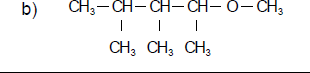 b) CH₃–CH–CH–CH–O–CH₃
| | |
CH₃ CH₃ CH₃